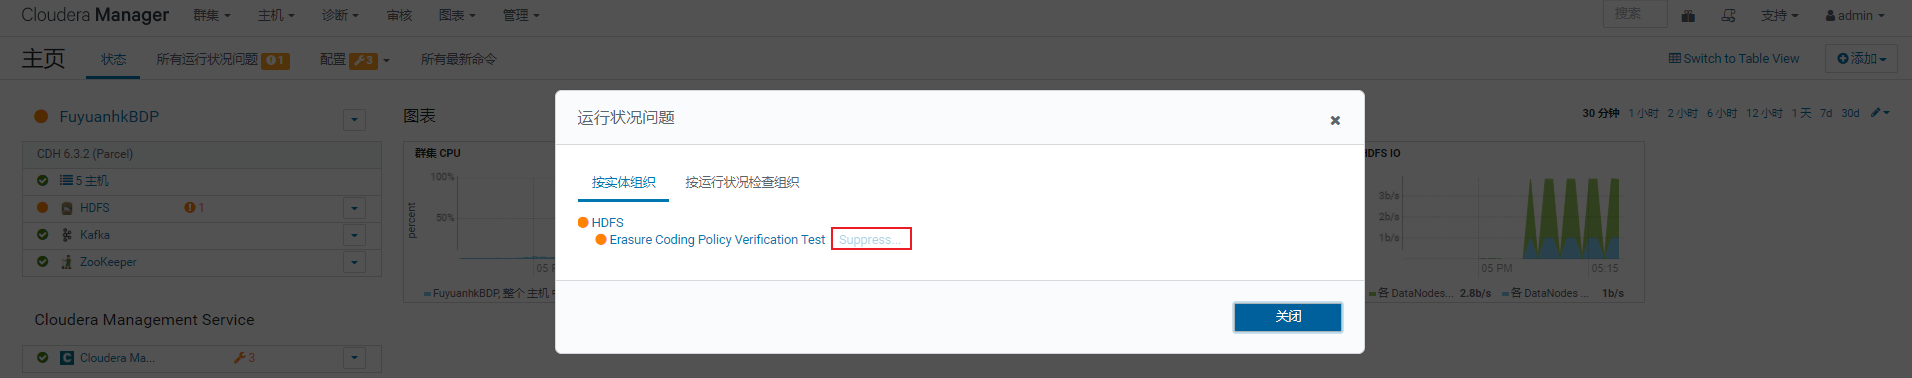 Cloudera Manager 群集 主机 诊断 审核 图表 管理 搜索 支持 admin
主页 状态 所有运行状况问题 1 配置 3 所有最新命令 Switch to Table View 添加
FuyuanhkBDP
CDH 6.3.2 (Parcel)
5 主机
HDFS 1
Kafka
ZooKeeper
Cloudera Management Service
Cloudera Ma... 3
图表
30 分钟 1 小时 2 小时 6 小时 12 小时 1 天 7d 30d
群集 CPU
percent
100%
50%
05 P
FuyuanhkBDP, 整个 主机
运行状况问题
按实体组织 按运行状况检查组织
HDFS
Erasure Coding Policy Verification Test Suppress...
关闭
HDFS IO
3b/s
2b/s
1b/s
05 PM 05:15
各 DataNodes... 2.8b/s 各 DataNodes ... 1b/s